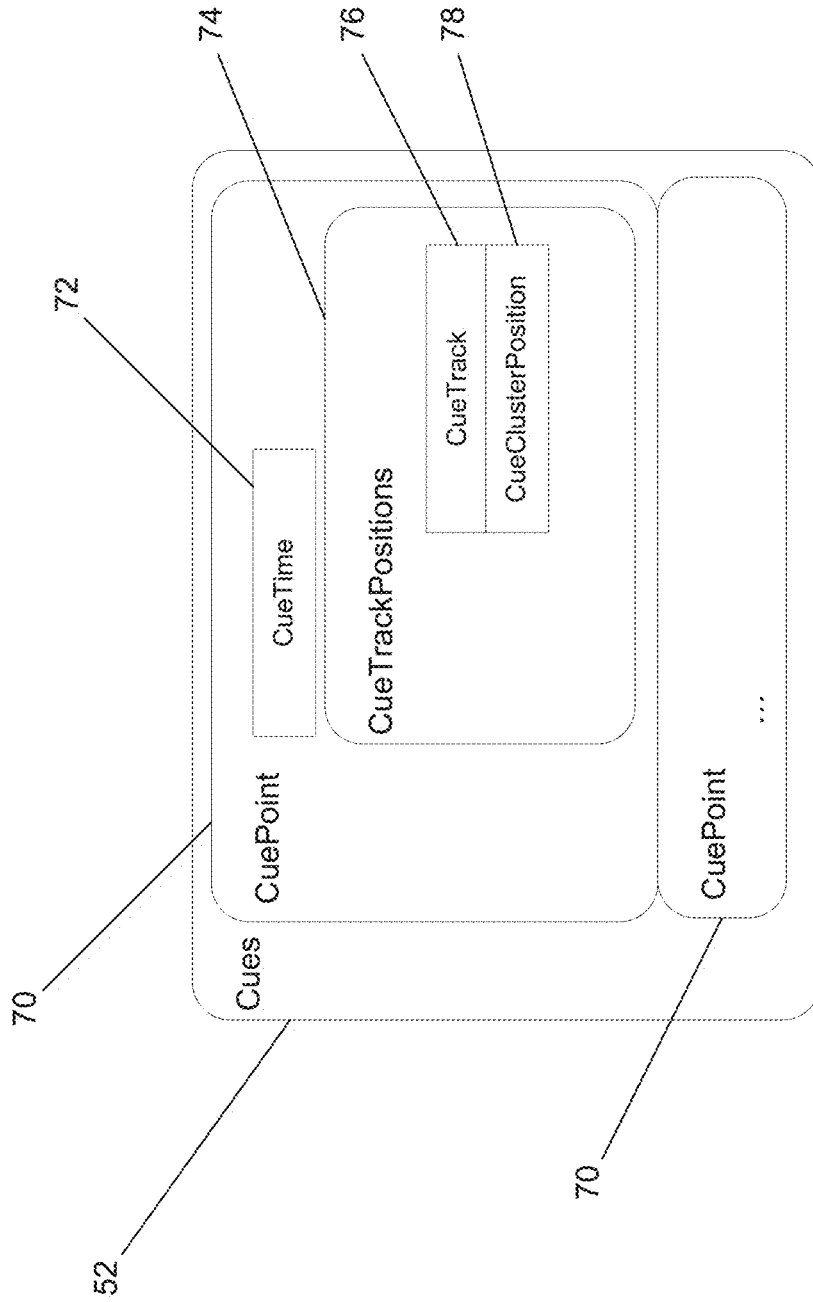 70
52
Cues
CuePoint
72
CueTime
74
CueTrackPositions
76
CueTrack
78
CueClusterPosition
70
CuePoint
...